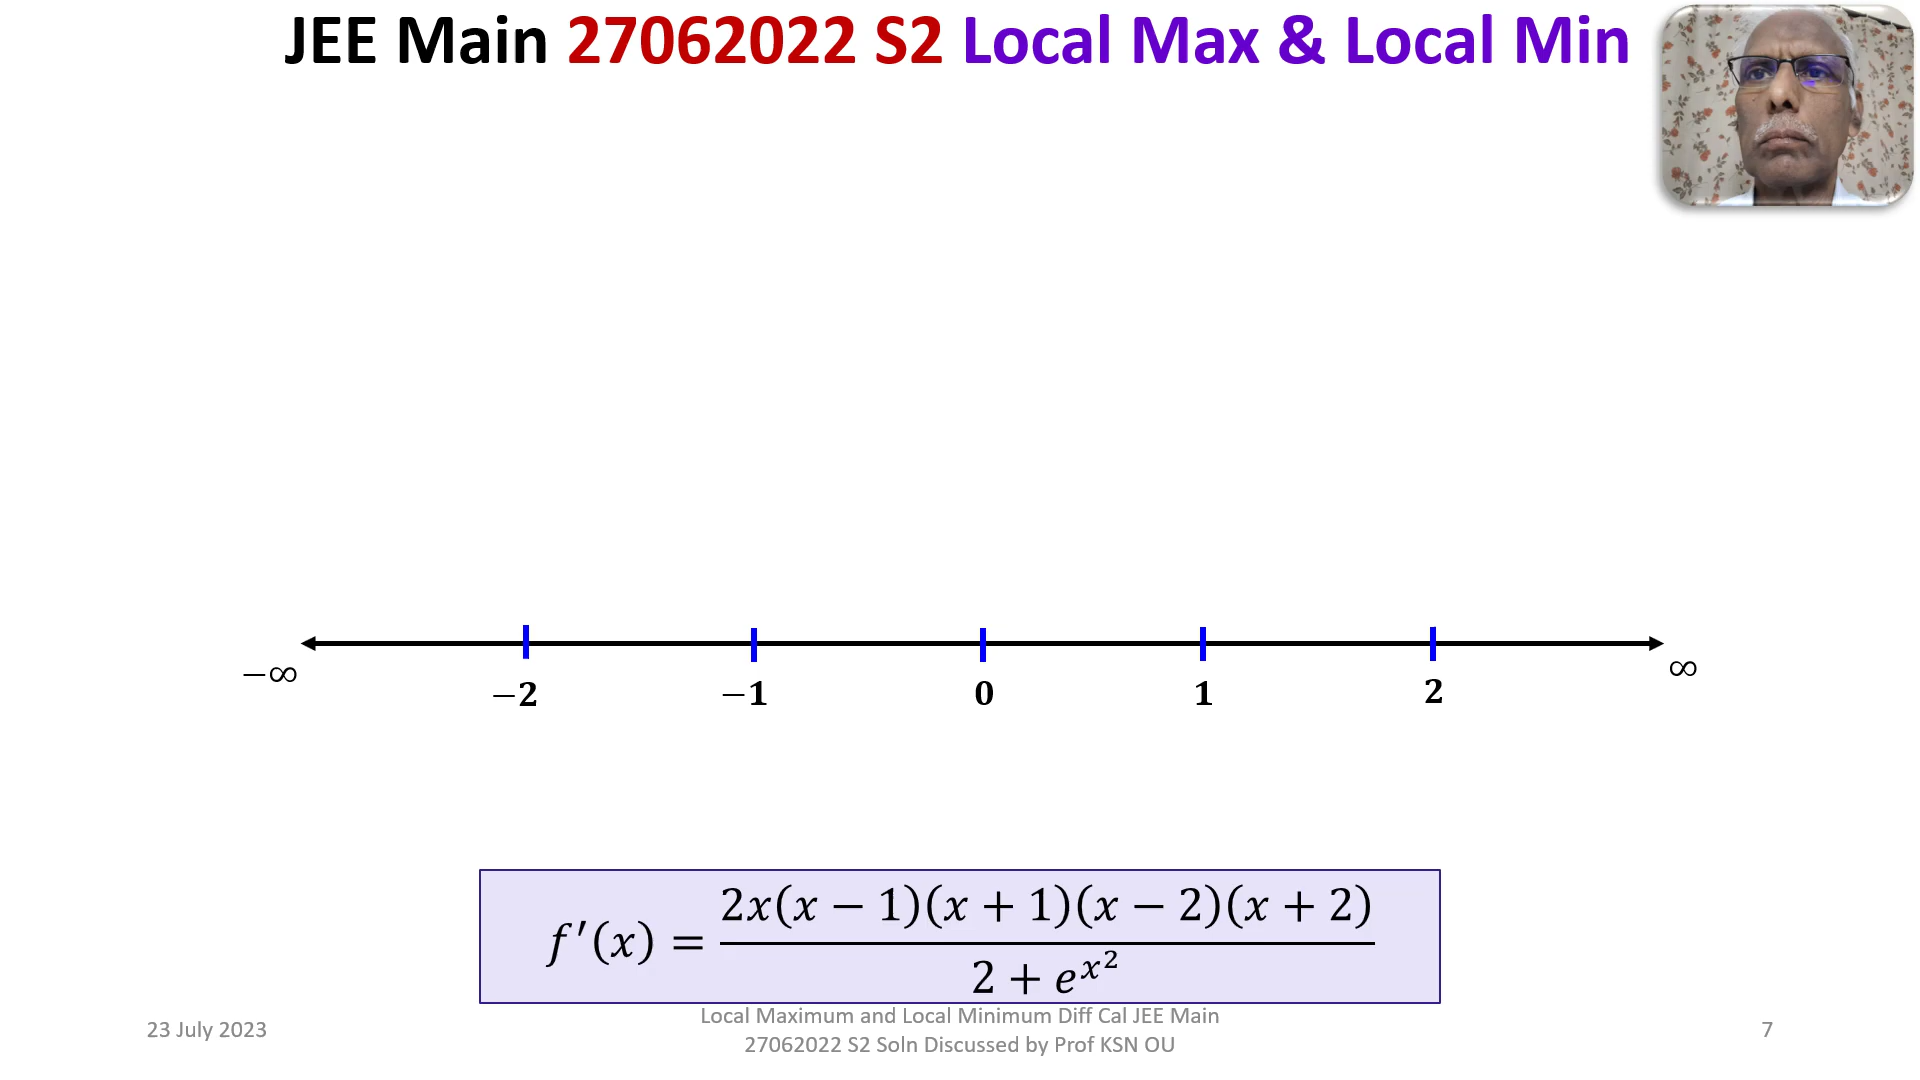 JEE Main 27062022 S2 Local Max & Local Min
−∞ −2 −1 0 1 2 ∞
f′(x) = 2x(x − 1)(x + 1)(x − 2)(x + 2) / 2 + e^x^2
Local Maximum and Local Minimum Diff Cal JEE Main
23 July 2023
27062022 S2 Soln Discussed by Prof KSN OU
7